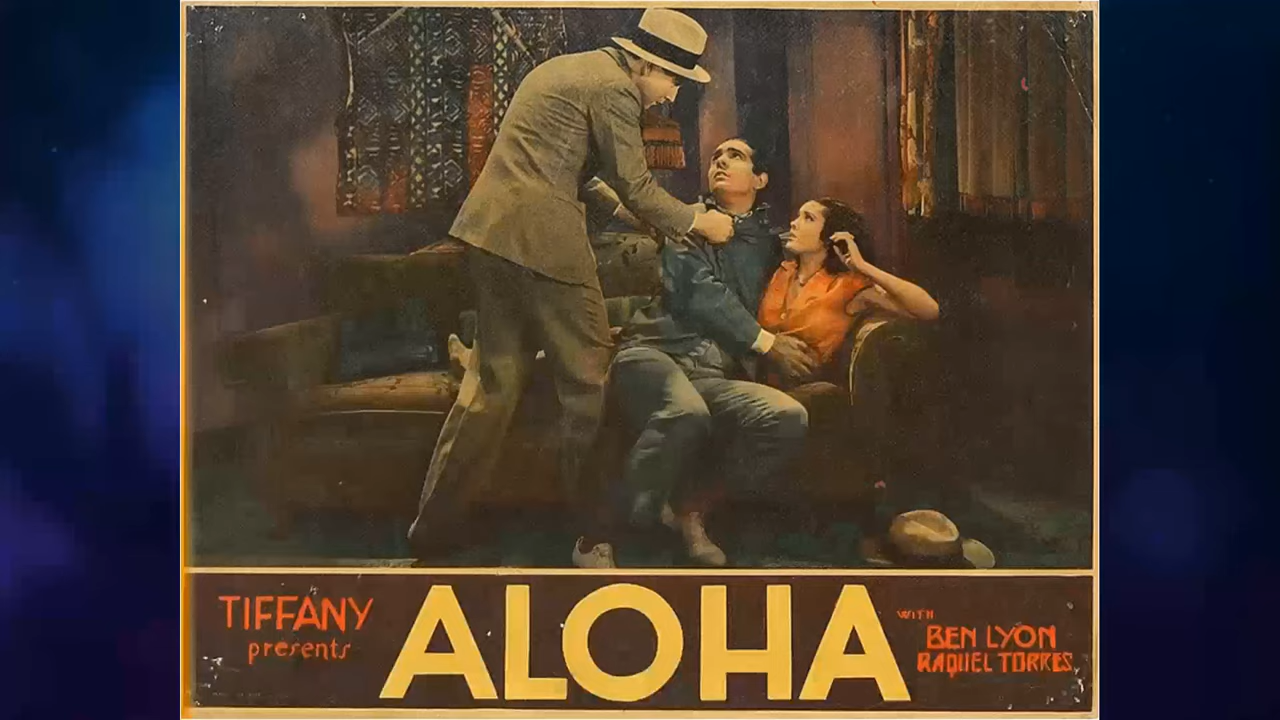 TIFFANY
presents
ALOHA
WITH
BEN LYON
RAQUEL TORRES